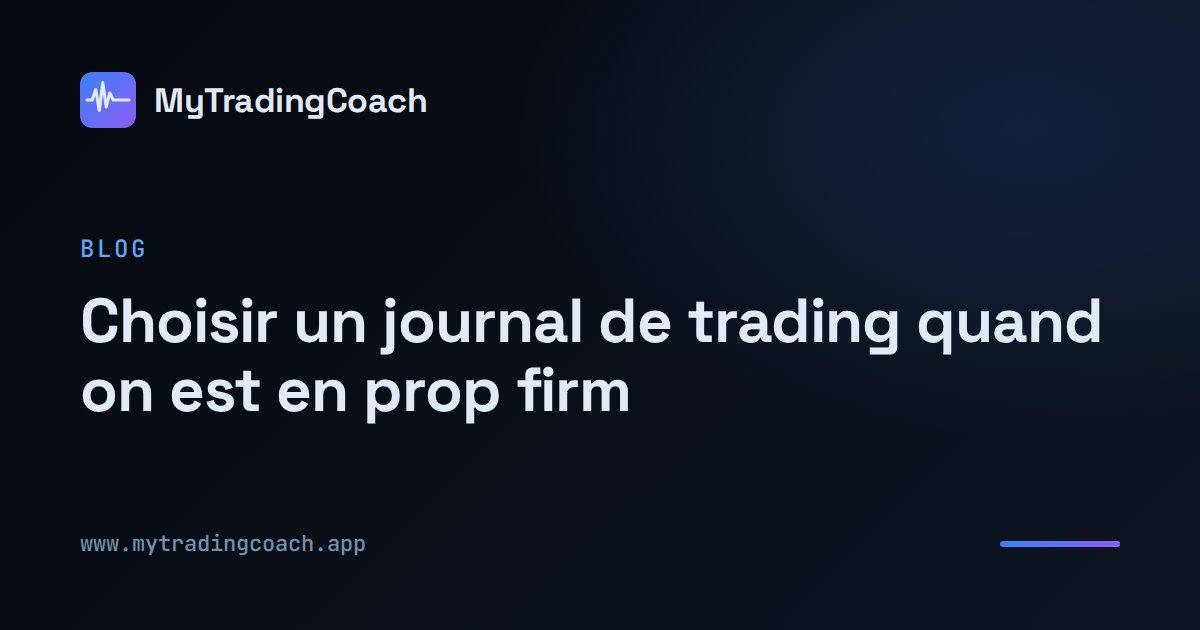 MyTradingCoach
BLOG
Choisir un journal de trading quand
on est en prop firm
www.mytradingcoach.app